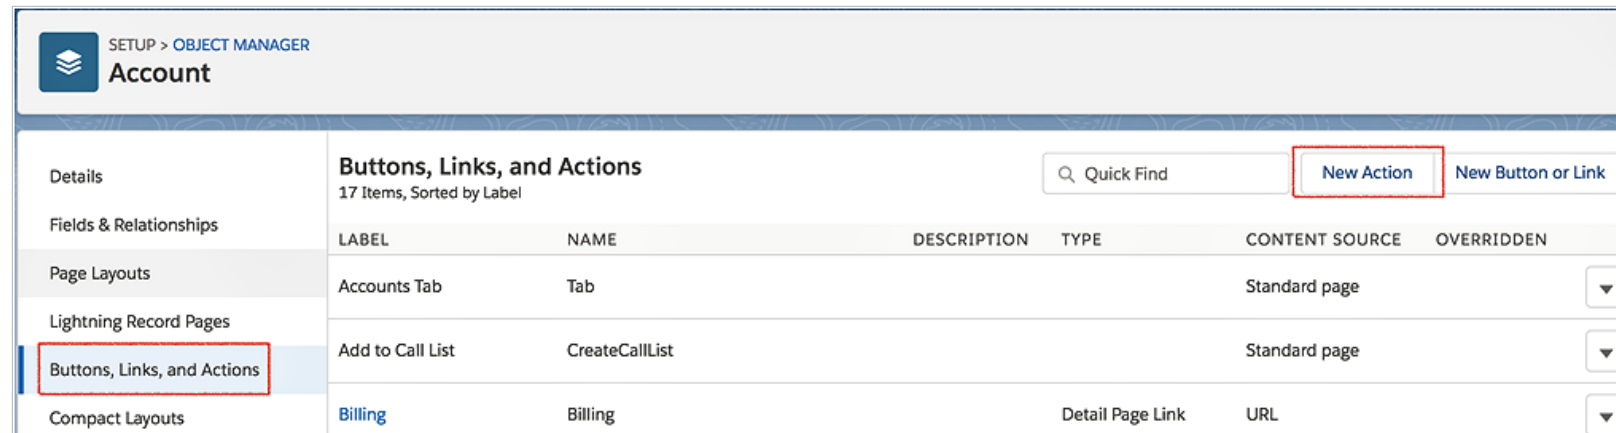 SETUP > OBJECT MANAGER
Account
Details
Fields & Relationships
Page Layouts
Lightning Record Pages
Buttons, Links, and Actions
Compact Layouts
Buttons, Links, and Actions
17 Items, Sorted by Label
Quick Find
New Action
New Button or Link
LABEL NAME DESCRIPTION TYPE CONTENT SOURCE OVERRIDDEN
Accounts Tab Tab Standard page
Add to Call List CreateCallList Standard page
Billing Billing Detail Page Link URL